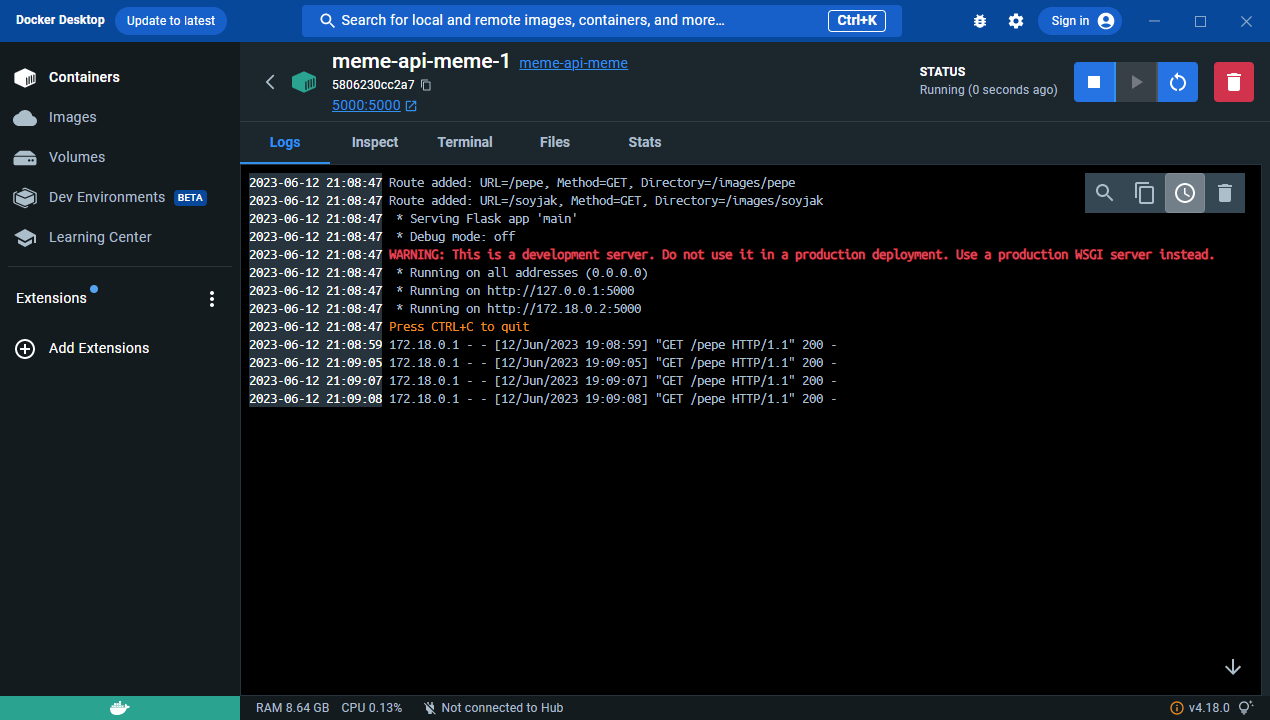 Docker Desktop Update to latest Search for local and remote images, containers, and more... Ctrl+K Sign in
Containers
Images
Volumes
Dev Environments BETA
Learning Center
Extensions
Add Extensions
meme-api-meme-1 meme-api-meme
5806230cc2a7
5000:5000
STATUS
Running (0 seconds ago)
Logs Inspect Terminal Files Stats
2023-06-12 21:08:47 Route added: URL=/pepe, Method=GET, Directory=/images/pepe
2023-06-12 21:08:47 Route added: URL=/soyjak, Method=GET, Directory=/images/soyjak
2023-06-12 21:08:47  * Serving Flask app 'main'
2023-06-12 21:08:47  * Debug mode: off
2023-06-12 21:08:47 WARNING: This is a development server. Do not use it in a production deployment. Use a production WSGI server instead.
2023-06-12 21:08:47  * Running on all addresses (0.0.0.0)
2023-06-12 21:08:47  * Running on http://127.0.0.1:5000
2023-06-12 21:08:47  * Running on http://172.18.0.2:5000
2023-06-12 21:08:47 Press CTRL+C to quit
2023-06-12 21:08:59 172.18.0.1 - - [12/Jun/2023 19:08:59] "GET /pepe HTTP/1.1" 200 -
2023-06-12 21:09:05 172.18.0.1 - - [12/Jun/2023 19:09:05] "GET /pepe HTTP/1.1" 200 -
2023-06-12 21:09:07 172.18.0.1 - - [12/Jun/2023 19:09:07] "GET /pepe HTTP/1.1" 200 -
2023-06-12 21:09:08 172.18.0.1 - - [12/Jun/2023 19:09:08] "GET /pepe HTTP/1.1" 200 -
RAM 8.64 GB CPU 0.13% Not connected to Hub v4.18.0